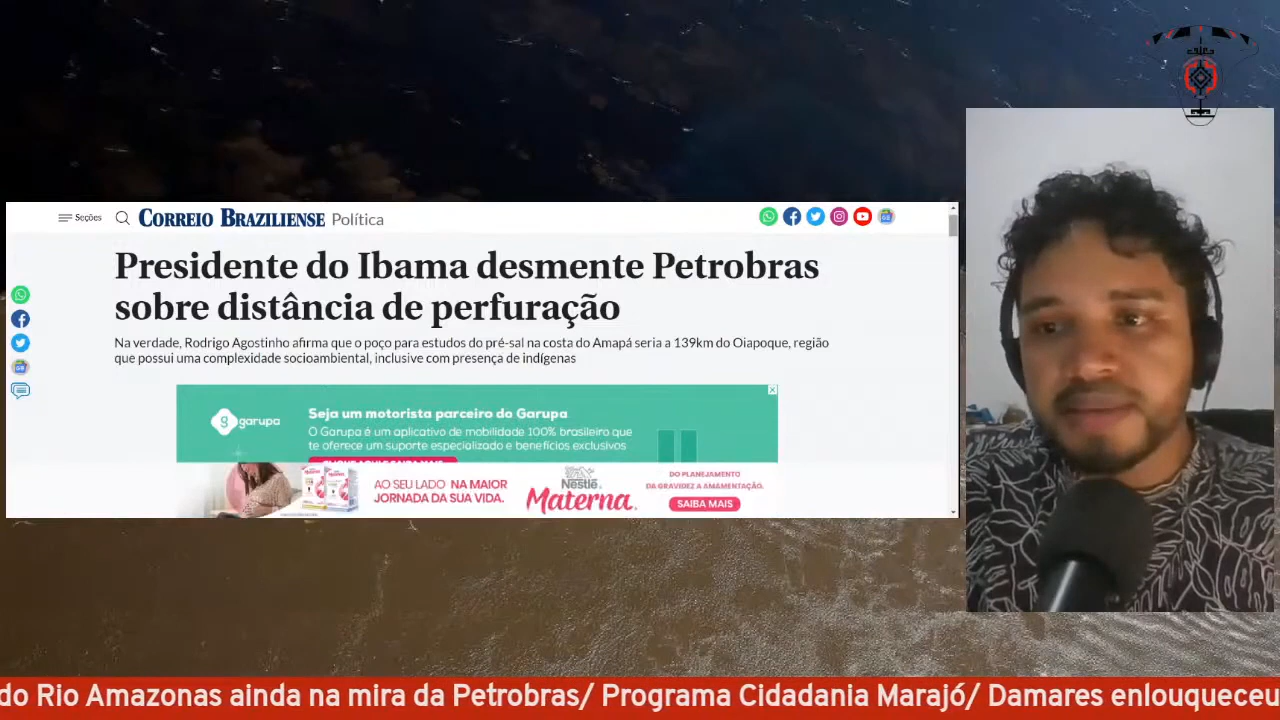 Seções
CORREIO BRAZILIENSE Política
Presidente do Ibama desmente Petrobras
sobre distância de perfuração
Na verdade, Rodrigo Agostinho afirma que o poço para estudos do pré-sal na costa do Amapá seria a 139km do Oiapoque, região
que possui uma complexidade socioambiental, inclusive com presença de indígenas
garupa
Seja um motorista parceiro do Garupa
O Garupa é um aplicativo de mobilidade 100% brasileiro que
te oferece um suporte especializado e benefícios exclusivos
AO SEU LADO NA MAIOR
JORNADA DA SUA VIDA.
Nestlé
Materna
DO PLANEJAMENTO
DA GRAVIDEZ A AMAMENTAÇÃO.
SAIBA MAIS
do Rio Amazonas ainda na mira da Petrobras/ Programa Cidadania Marajó/ Damares enlouqueceu